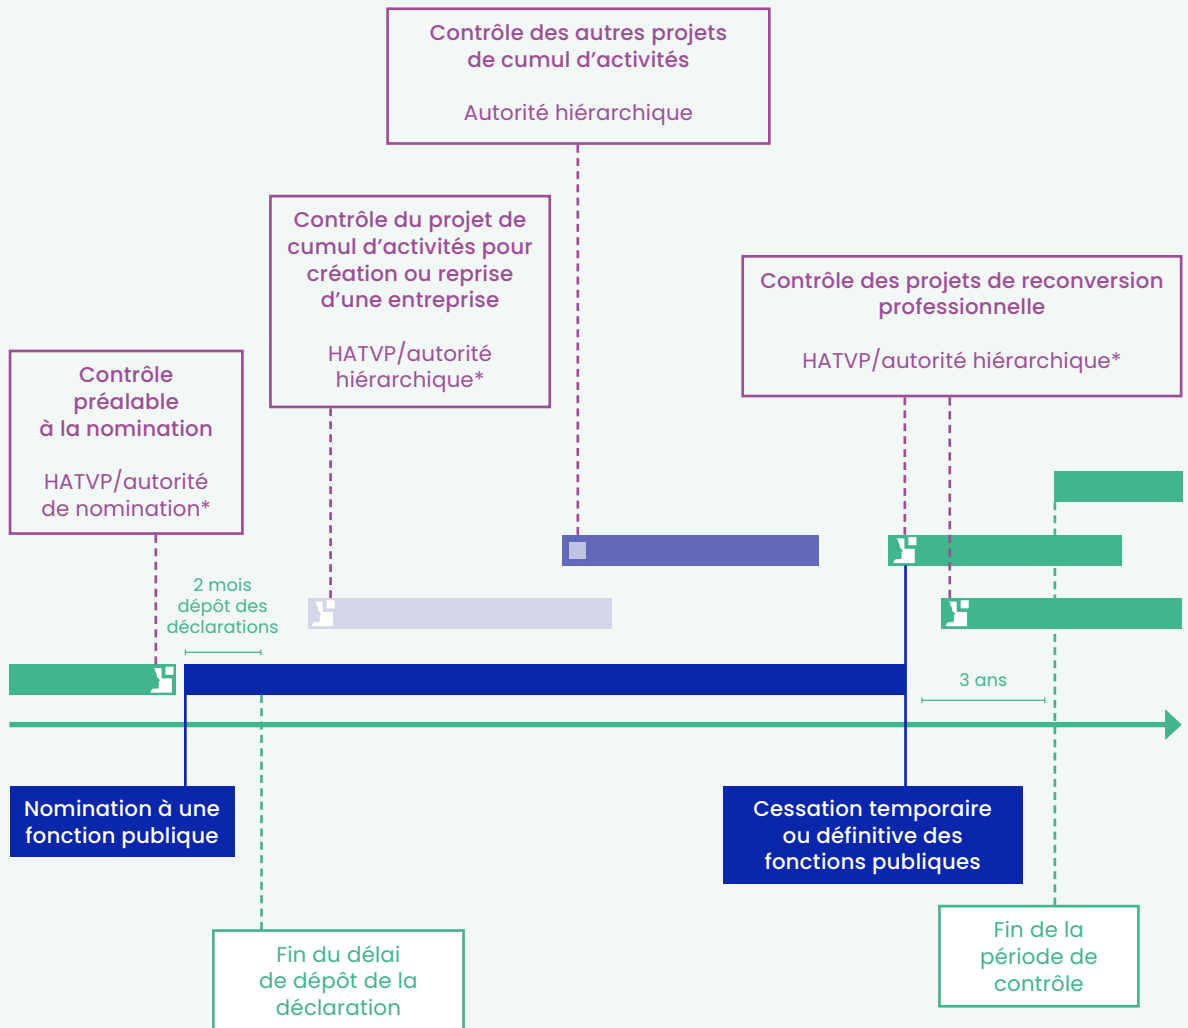 Contrôle des autres projets
de cumul d’activités
Autorité hiérarchique
Contrôle du projet de
cumul d’activités pour
création ou reprise
d’une entreprise
HATVP/autorité
hiérarchique*
Contrôle des projets de reconversion
professionnelle
HATVP/autorité hiérarchique*
Contrôle
préalable
à la nomination
HATVP/autorité
de nomination*
2 mois
dépôt des
déclarations
3 ans
Nomination à une
fonction publique
Cessation temporaire
ou définitive des
fonctions publiques
Fin du délai
de dépôt de la
déclaration
Fin de la
période de
contrôle